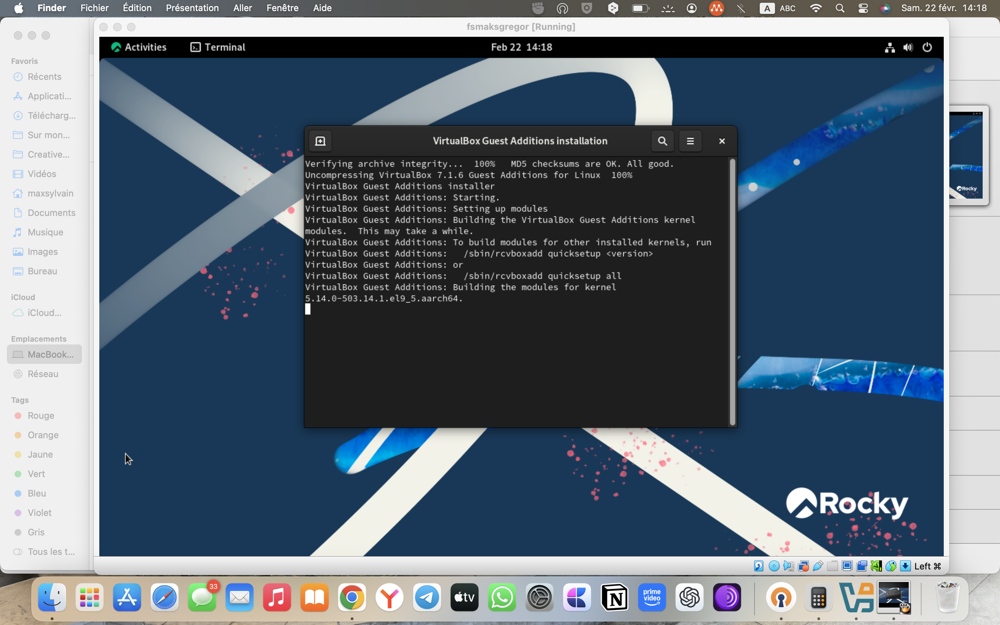 Finder Fichier Édition Présentation Aller Fenêtre Aide A ABC Sam. 22 févr. 14:18
fsmaksgregor [Running]
Activities Terminal Feb 22 14:18
Favoris
Récents
Applicati...
Télécharg...
Sur mon...
Creative...
Vidéos
maxsylvain
Documents
Musique
Images
Bureau
iCloud
iCloud...
Emplacements
MacBook...
Réseau
Tags
Rouge
Orange
Jaune
Vert
Bleu
Violet
Gris
Tous les t...
VirtualBox Guest Additions installation
Verifying archive integrity... 100% MD5 checksums are OK. All good.
Uncompressing VirtualBox 7.1.6 Guest Additions for Linux 100%
VirtualBox Guest Additions installer
VirtualBox Guest Additions: Starting.
VirtualBox Guest Additions: Setting up modules
VirtualBox Guest Additions: Building the VirtualBox Guest Additions kernel
modules. This may take a while.
VirtualBox Guest Additions: To build modules for other installed kernels, run
VirtualBox Guest Additions: /sbin/rcvboxadd quicksetup <version>
VirtualBox Guest Additions: or
VirtualBox Guest Additions: /sbin/rcvboxadd quicksetup all
VirtualBox Guest Additions: Building the modules for kernel
5.14.0-503.14.1.el9_5.aarch64.
Rocky
Rocky
Left ⌘
33
tv
N
prime video
A64